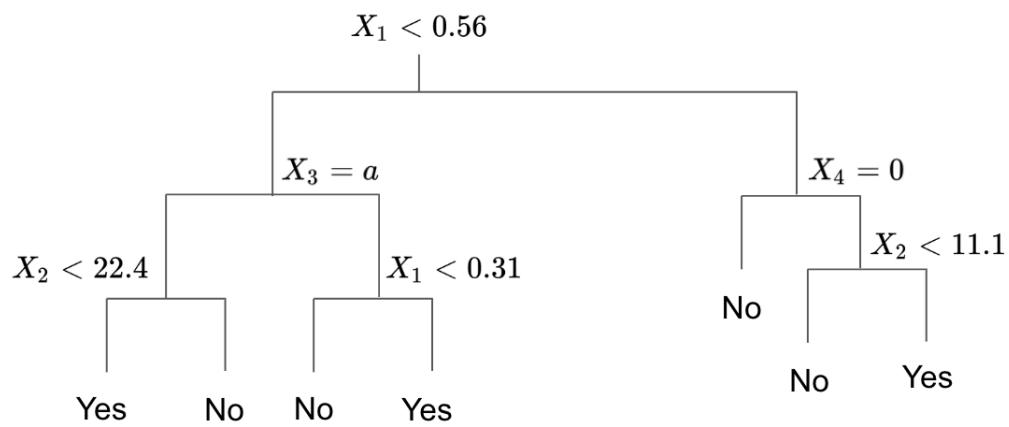 X₁ < 0.56
X₃ = a
X₄ = 0
X₂ < 22.4
X₁ < 0.31
X₂ < 11.1
No
No
Yes
Yes
No
No
Yes